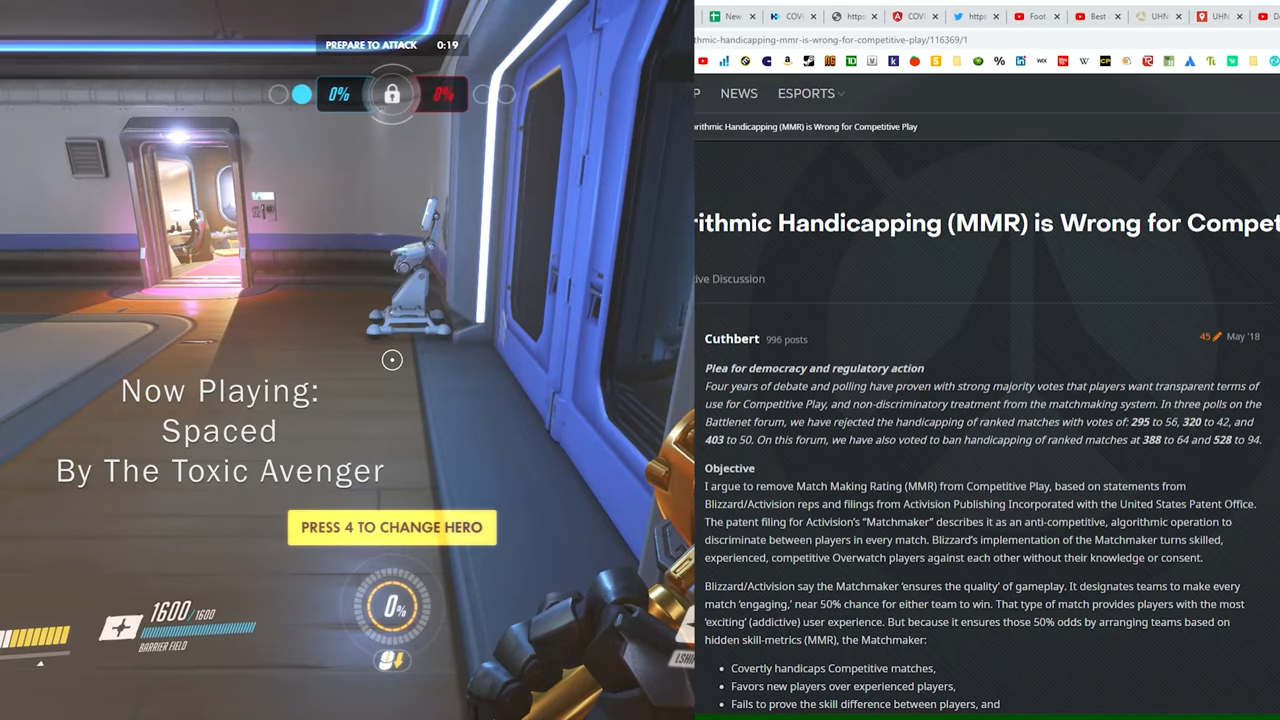 PREPARE TO ATTACK 0:19
0% 0%
Now Playing:
Spaced
By The Toxic Avenger
PRESS 4 TO CHANGE HERO
0%
1600/1600
BARRIER FIELD
New
COVI
https
COVI
https
Foot
Best
UHN
UHN
D
thmic-handicapping-mmr-is-wrong-for-competitive-play/116369/1
P NEWS ESPORTS
rithmic Handicapping (MMR) is Wrong for Competitive Play
rithmic Handicapping (MMR) is Wrong for Compet
ive Discussion
Cuthbert 996 posts 45 May '18
Plea for democracy and regulatory action
Four years of debate and polling have proven with strong majority votes that players want transparent terms of
use for Competitive Play, and non-discriminatory treatment from the matchmaking system. In three polls on the
Battlenet forum, we have rejected the handicapping of ranked matches with votes of: 295 to 56, 320 to 42, and
403 to 50. On this forum, we have also voted to ban handicapping of ranked matches at 388 to 64 and 528 to 94.
Objective
I argue to remove Match Making Rating (MMR) from Competitive Play, based on statements from
Blizzard/Activision reps and filings from Activision Publishing Incorporated with the United States Patent Office.
The patent filing for Activision's "Matchmaker" describes it as an anti-competitive, algorithmic operation to
discriminate between players in every match. Blizzard's implementation of the Matchmaker turns skilled,
experienced, competitive Overwatch players against each other without their knowledge or consent.
Blizzard/Activision say the Matchmaker 'ensures the quality' of gameplay. It designates teams to make every
match 'engaging,' near 50% chance for either team to win. That type of match provides players with the most
'exciting' (addictive) user experience. But because it ensures those 50% odds by arranging teams based on
hidden skill-metrics (MMR), the Matchmaker:
• Covertly handicaps Competitive matches,
• Favors new players over experienced players,
• Fails to prove the skill difference between players, and